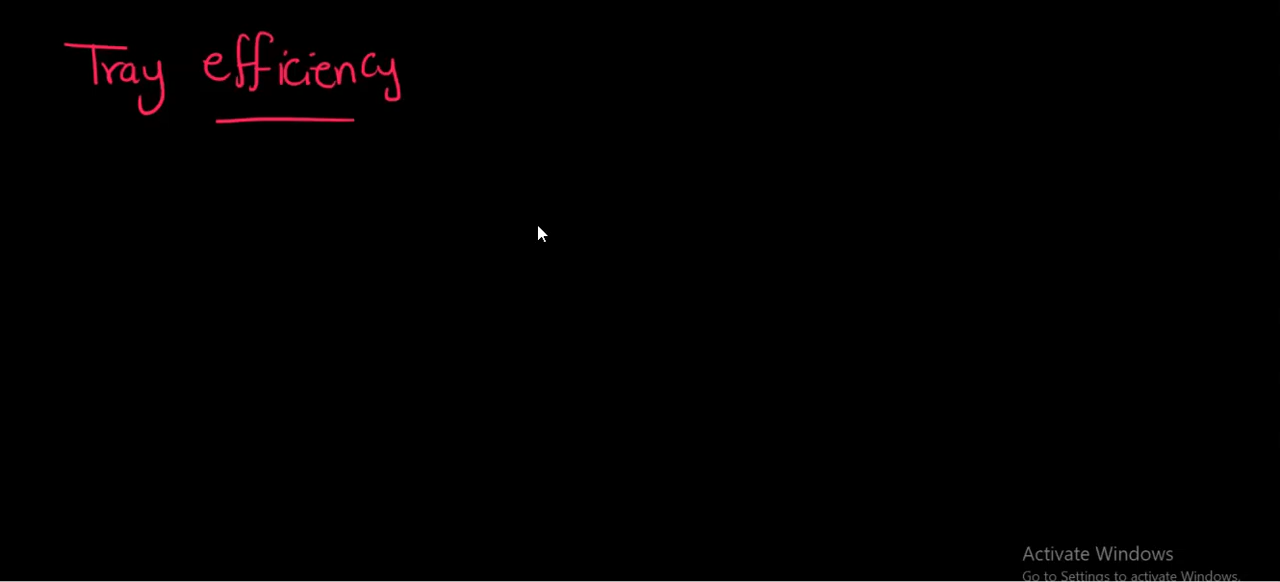 Tray efficiency
Activate Windows
Go to Settings to activate Windows.